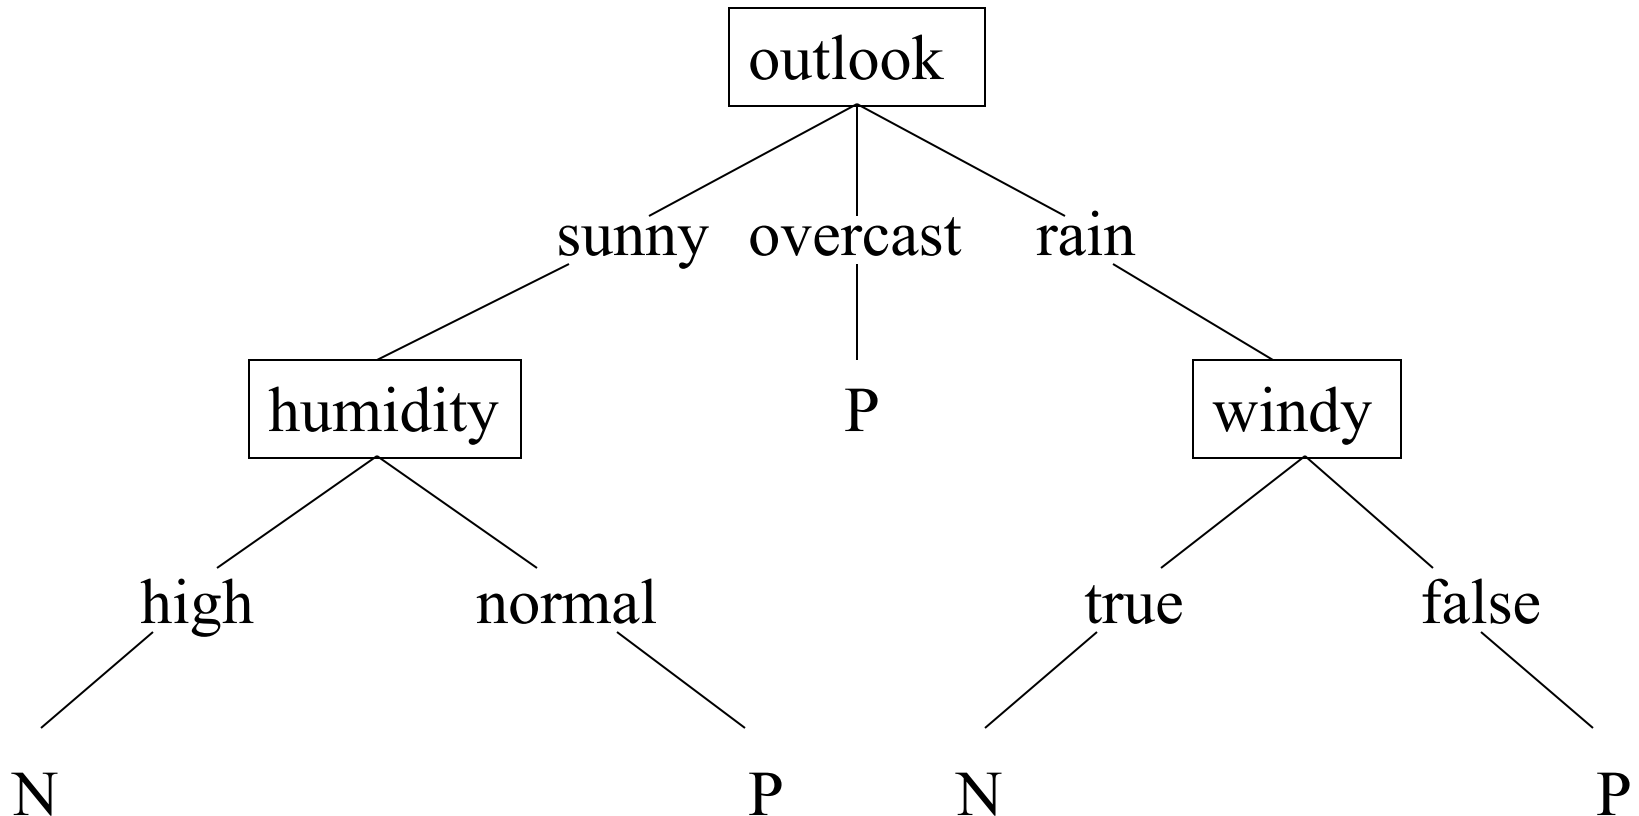 outlook
sunny overcast rain
humidity P windy
high normal true false
N P N P